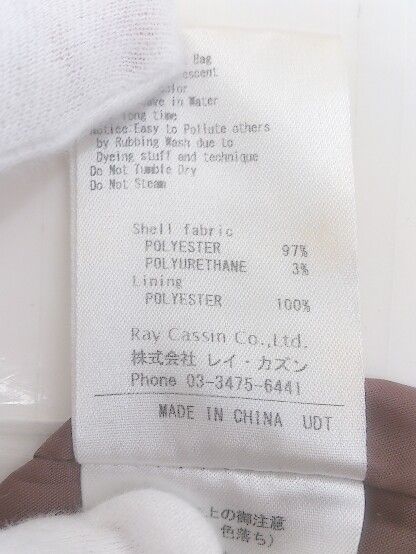 Bag
escent
color
ave in Water
long time
Notice Easy to Pollute others
by Rubbing Wash due to
Dyeing stuff and technique
Do Not Tumble Dry
Do Not Steam
Shell fabric
POLYESTER 97%
POLYURETHANE 3%
Lining
POLYESTER 100%
Ray Cassin Co.,Ltd.
株式会社 レイ・カズン
Phone 03-3475-6441
MADE IN CHINA UDT
上の御注意
色落ち)